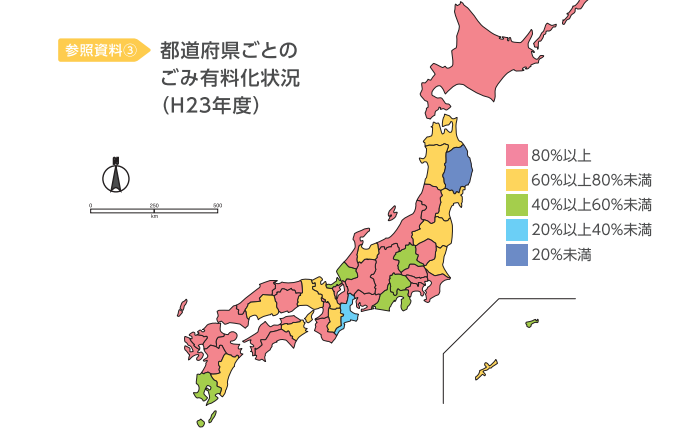 参照資料③
都道府県ごとの
ごみ有料化状況
（H23年度）
80%以上
60%以上80%未満
40%以上60%未満
20%以上40%未満
20%未満
0 250 500
km